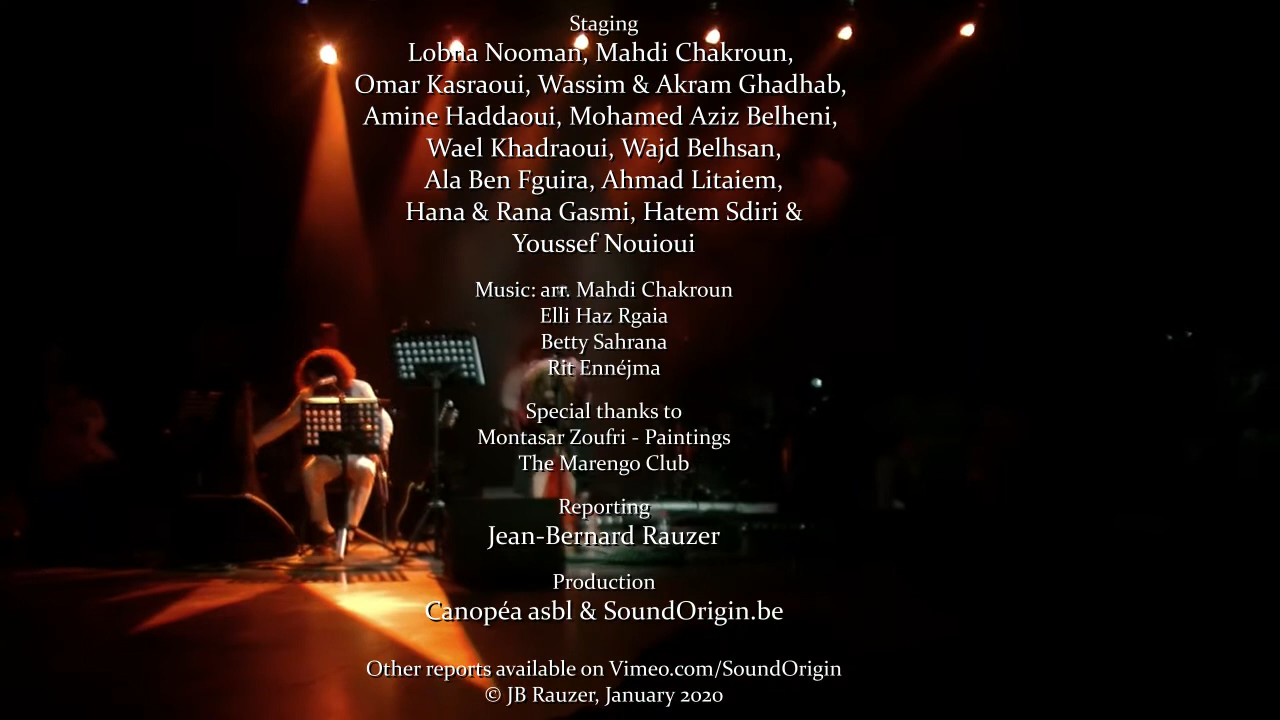 Staging
Lobna Nooman, Mahdi Chakroun,
Omar Kasraoui, Wassim & Akram Ghadhab,
Amine Haddaoui, Mohamed Aziz Belheni,
Wael Khadraoui, Wajd Belhsan,
Ala Ben Fguira, Ahmad Litaiem,
Hana & Rana Gasmi, Hatem Sdiri &
Youssef Nouioui
Music: arr. Mahdi Chakroun
Elli Haz Rgaia
Betty Sahrana
Rit Ennéjma
Special thanks to
Montasar Zoufri - Paintings
The Marengo Club
Reporting
Jean-Bernard Rauzer
Production
Canopéa asbl & SoundOrigin.be
Other reports available on Vimeo.com/SoundOrigin
© JB Rauzer, January 2020